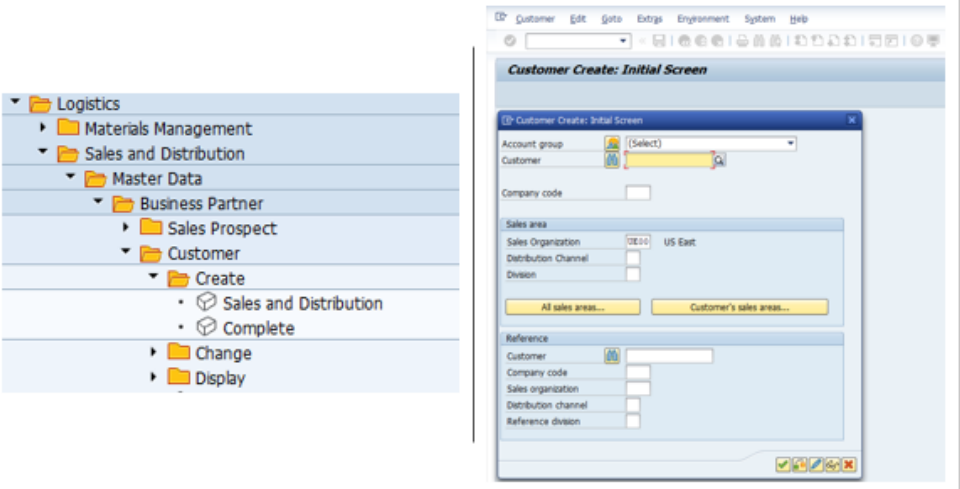 Logistics
Materials Management
Sales and Distribution
Master Data
Business Partner
Sales Prospect
Customer
Create
Sales and Distribution
Complete
Change
Display
Customer Edit Goto Extras Environment System Help
Customer Create: Initial Screen
Customer Create: Initial Screen
Account group (Select)
Customer
Company code
Sales area
Sales Organization UE00 US East
Distribution Channel
Division
All sales areas... Customer's sales areas...
Reference
Customer
Company code
Sales organization
Distribution channel
Reference division